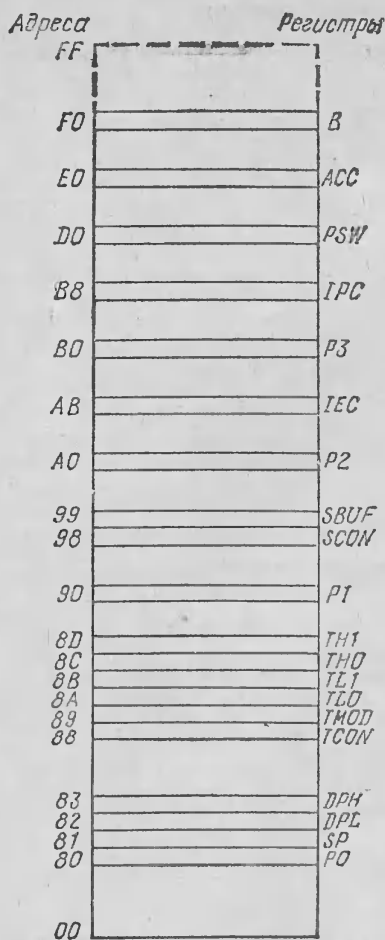 Адреса Регистры
FF
F0 B
E0 ACC
D0 PSW
B8 IPC
B0 P3
AB IEC
A0 P2
99 SBUF
98 SCON
90 PI
8D TH1
8C TH0
8B TL1
8A TL0
89 TMOD
88 TCON
83 DPH
82 DPL
81 SP
80 P0
00